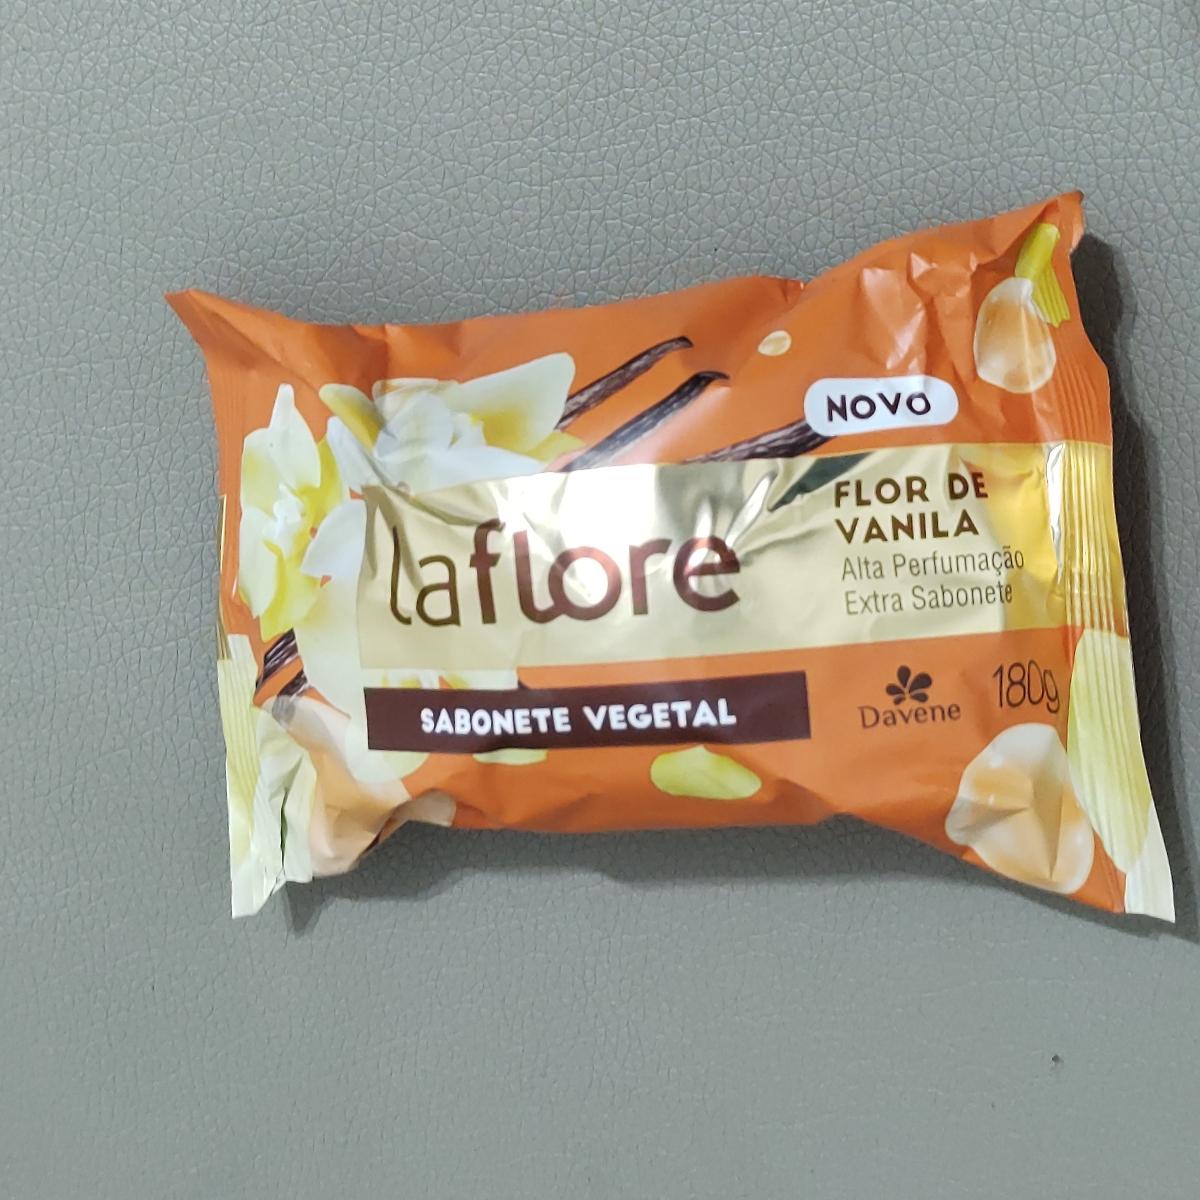 NOVO
laflore
FLOR DE
VANILA
Alta Perfumação
Extra Sabonete
SABONETE VEGETAL
Davene
180g